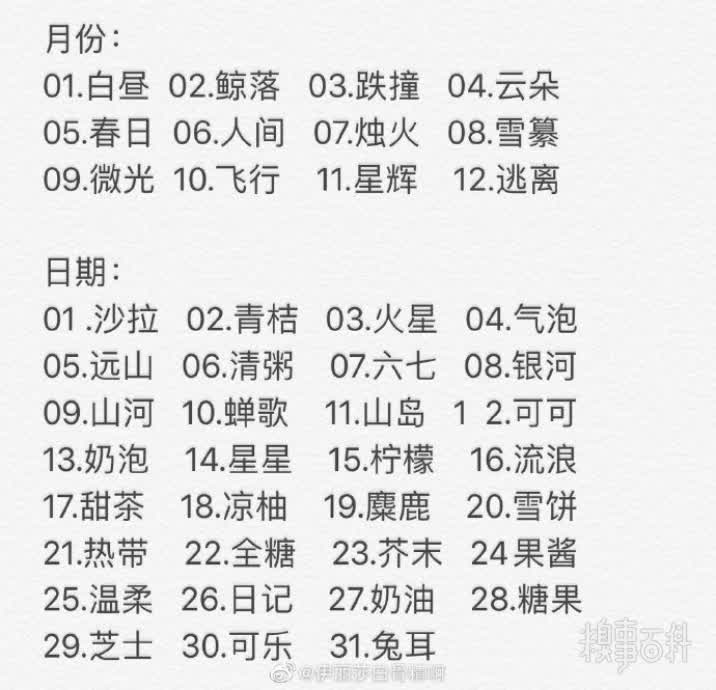 月份：
01.白昼 02.鲸落 03.跌撞 04.云朵
05.春日 06.人间 07.烛火 08.雪纂
09.微光 10.飞行 11.星辉 12.逃离
日期：
01 .沙拉 02.青桔 03.火星 04.气泡
05.远山 06.清粥 07.六七 08.银河
09.山河 10.蝉歌 11.山岛 1 2.可可
13.奶泡 14.星星 15.柠檬 16.流浪
17.甜茶 18.凉柚 19.麋鹿 20.雪饼
21.热带 22.全糖 23.芥末 24果酱
25.温柔 26.日记 27.奶油 28.糖果
29.芝士 30.可乐 31.兔耳
糗事百科
@伊丽莎白骨精啊